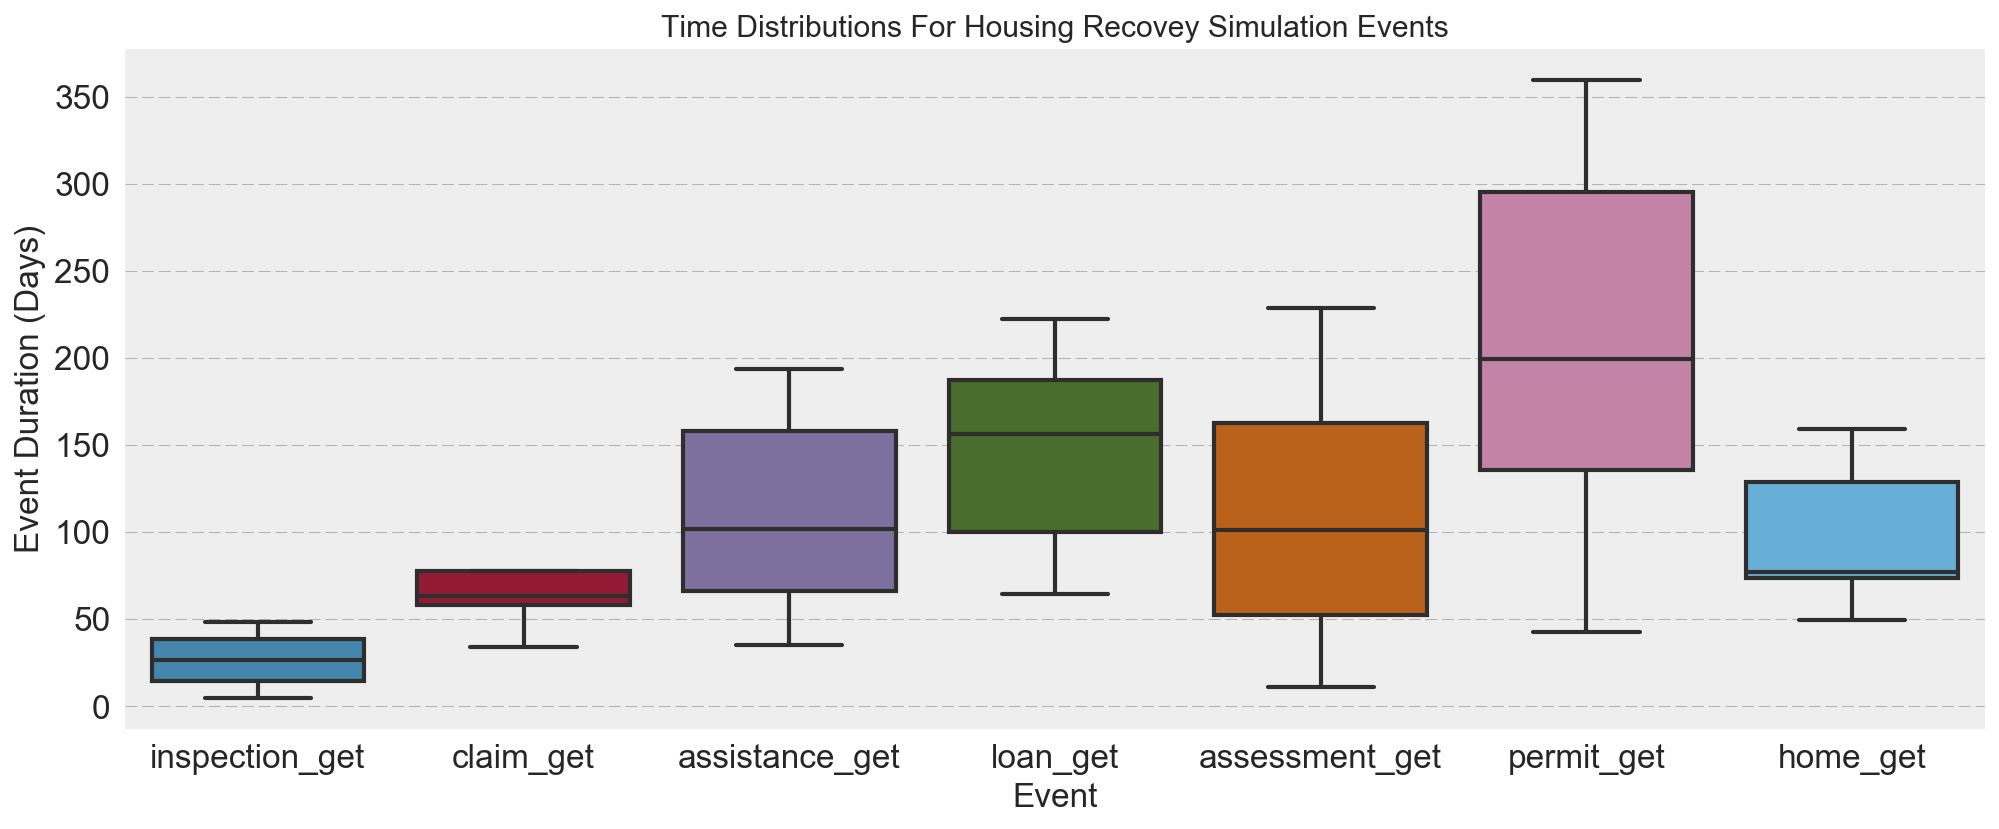 Time Distributions For Housing Recovey Simulation Events
Event Duration (Days)
350
300
250
200
150
100
50
0
inspection_get claim_get assistance_get loan_get assessment_get permit_get home_get
Event